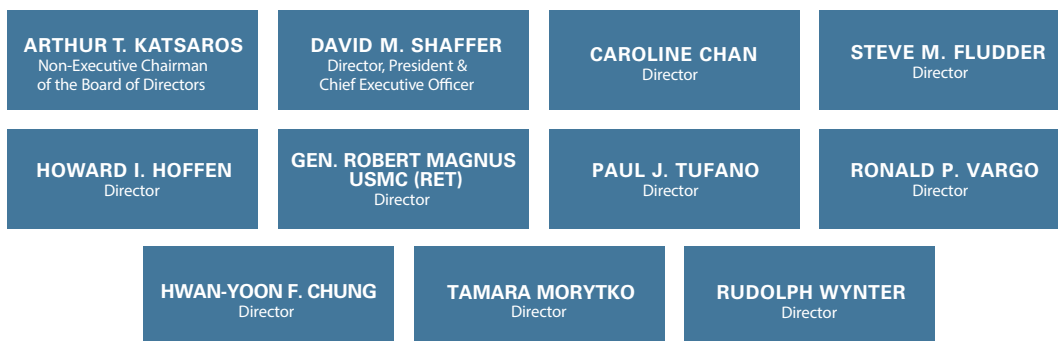 ARTHUR T. KATSAROS
Non-Executive Chairman
of the Board of Directors
DAVID M. SHAFFER
Director, President &
Chief Executive Officer
CAROLINE CHAN
Director
STEVE M. FLUDDER
Director
HOWARD I. HOFFEN
Director
GEN. ROBERT MAGNUS
USMC (RET)
Director
PAUL J. TUFANO
Director
RONALD P. VARGO
Director
HWAN-YOON F. CHUNG
Director
TAMARA MORYTKO
Director
RUDOLPH WYNTER
Director